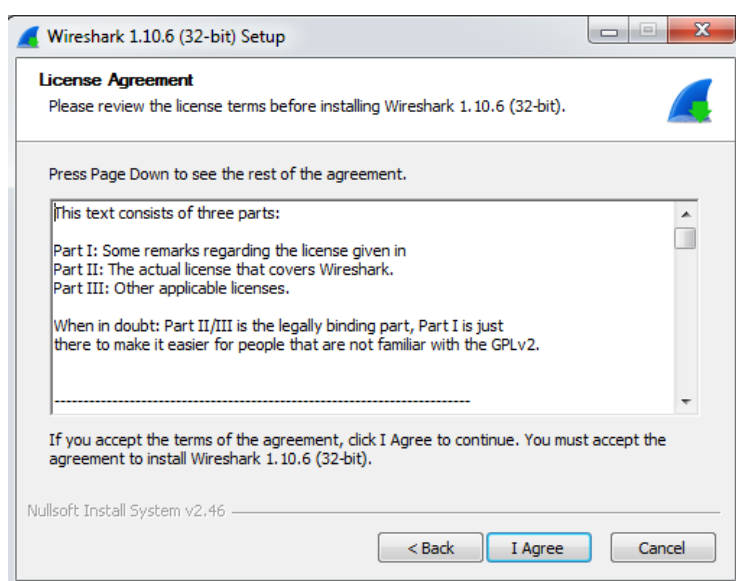 Wireshark 1.10.6 (32-bit) Setup
License Agreement
Please review the license terms before installing Wireshark 1.10.6 (32-bit).
Press Page Down to see the rest of the agreement.
This text consists of three parts:
Part I: Some remarks regarding the license given in
Part II: The actual license that covers Wireshark.
Part III: Other applicable licenses.
When in doubt: Part II/III is the legally binding part, Part I is just
there to make it easier for people that are not familiar with the GPLv2.
-----------------------------------------------------------------------
If you accept the terms of the agreement, click I Agree to continue. You must accept the
agreement to install Wireshark 1.10.6 (32-bit).
Nullsoft Install System v2.46
< Back I Agree Cancel